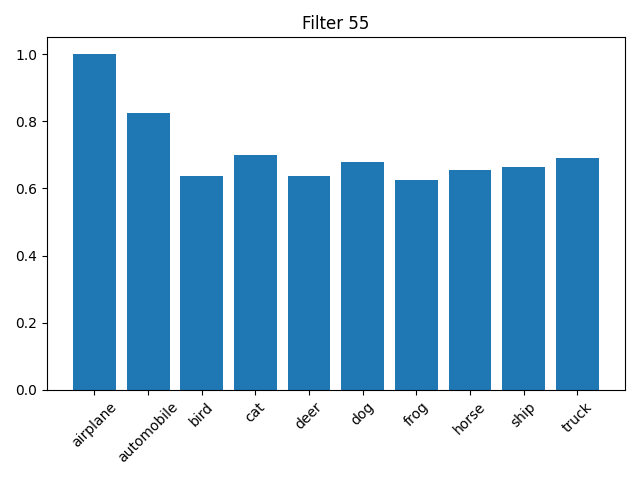 Filter 55
1.0
0.8
0.6
0.4
0.2
0.0
airplane
automobile
bird
cat
deer
dog
frog
horse
ship
truck